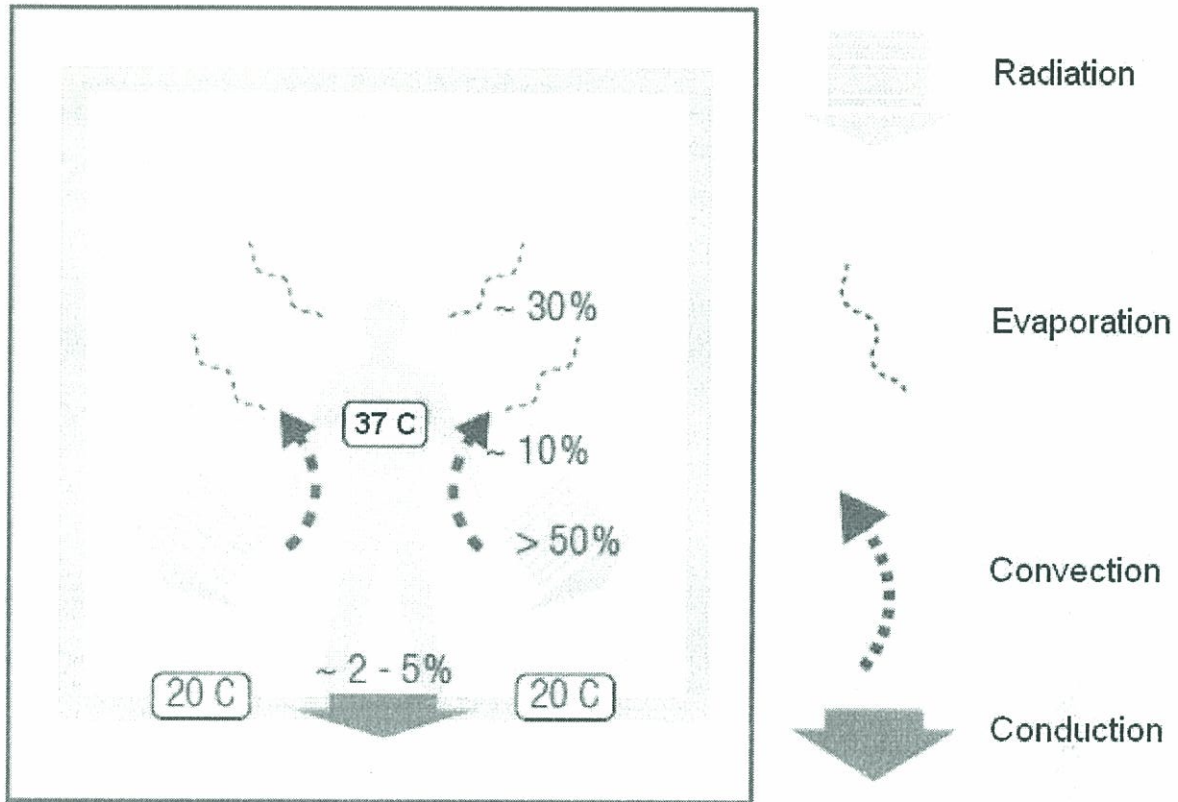 Radiation
~ 30%
Evaporation
37 C
~ 10%
> 50%
Convection
~ 2 - 5%
20 C
20 C
Conduction